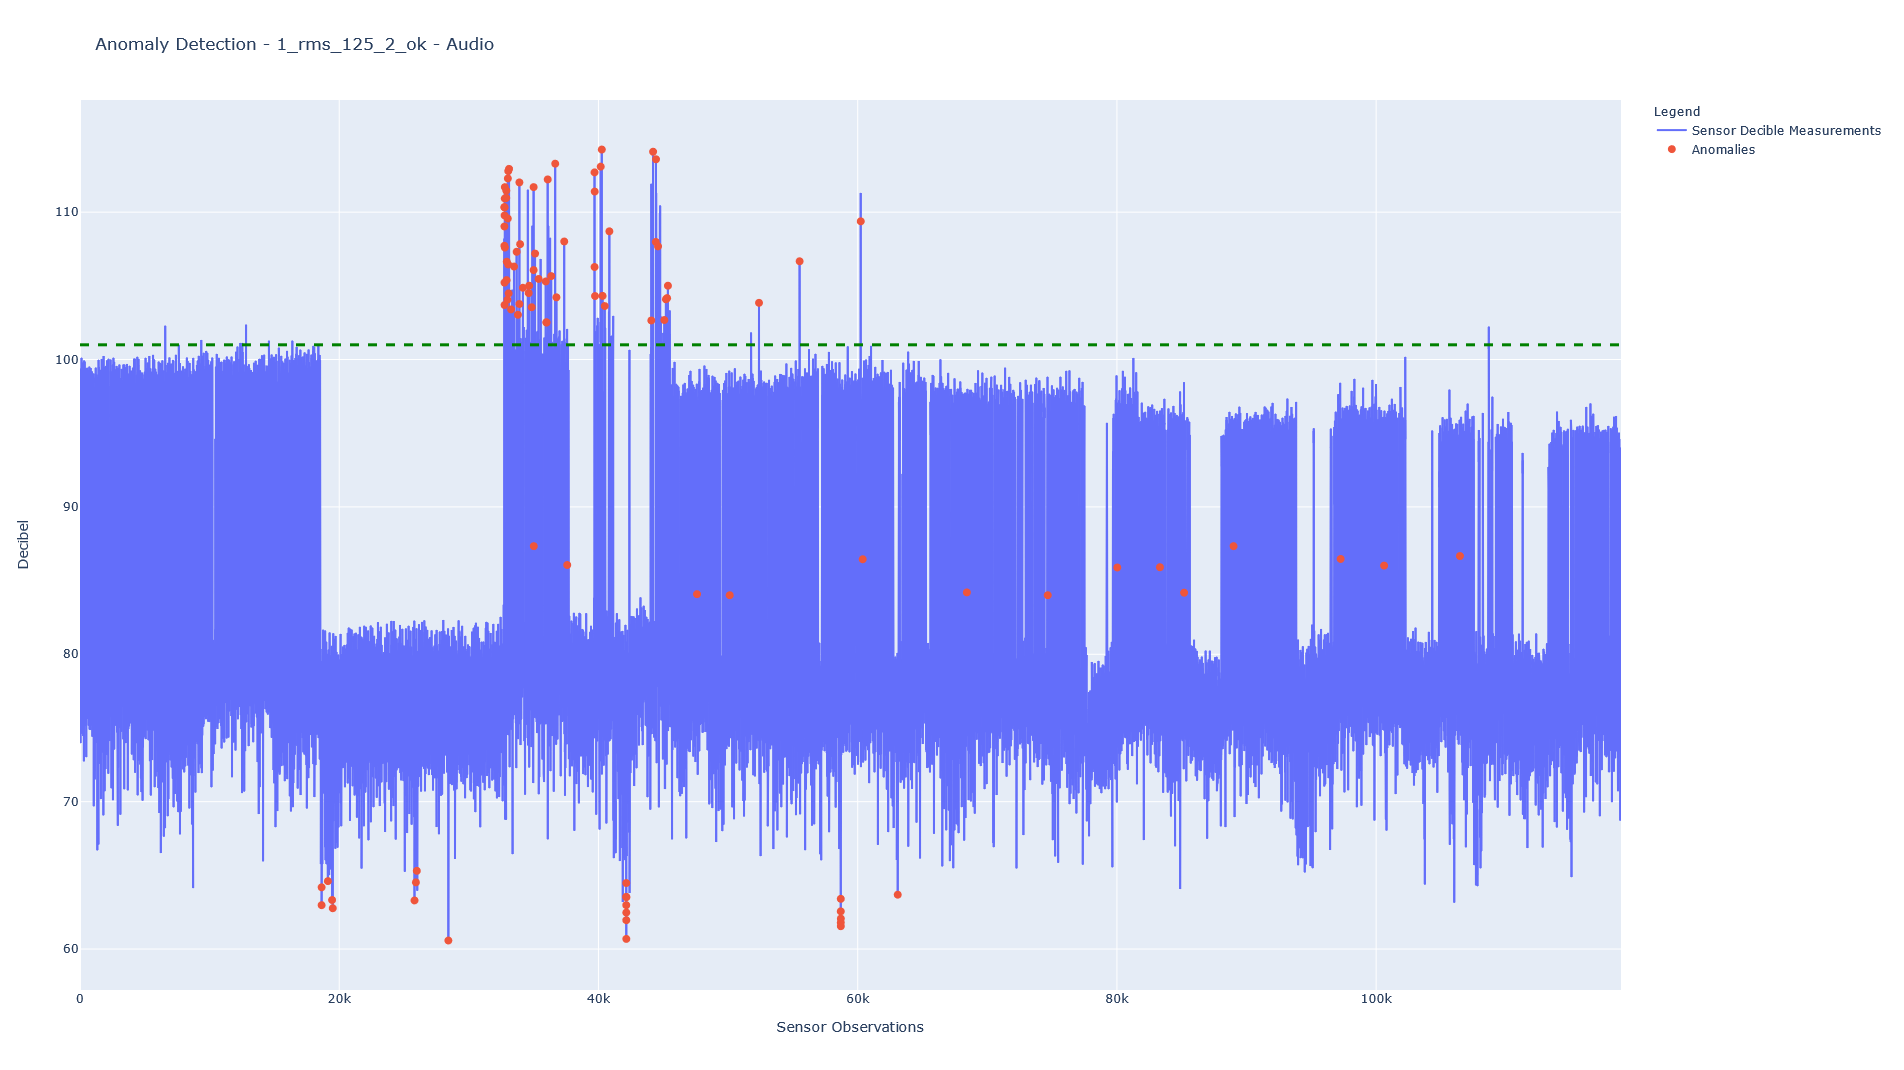 Anomaly Detection - 1_rms_125_2_ok - Audio
Legend
Sensor Decible Measurements
Anomalies
110
100
90
80
70
60
Decibel
0
20k
40k
60k
80k
100k
Sensor Observations